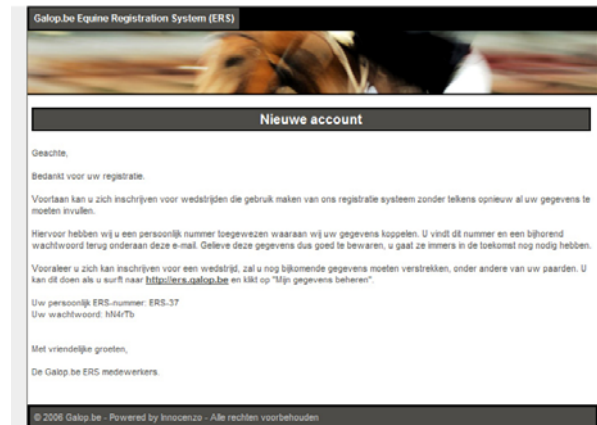 Galop.be Equine Registration System (ERS)
Nieuwe account
Geachte,
Bedankt voor uw registratie.
Voortaan kan u zich inschrijven voor wedstrijden die gebruik maken van ons registratie systeem zonder telkens opnieuw al uw gegevens te
moeten invullen.
Hiervoor hebben wij u een persoonlijk nummer toegewezen waaraan wij uw gegevens koppelen. U vindt dit nummer en een bijhorend
wachtwoord terug onderaan deze e-mail. Gelieve deze gegevens dus goed te bewaren, u gaat ze immers in de toekomst nog nodig hebben.
Vooraleer u zich kan inschrijven voor een wedstrijd, zal u nog bijkomende gegevens moeten verstrekken, onder andere van uw paarden. U
kan dit doen als u surft naar http://ers.galop.be en klikt op "Mijn gegevens beheren".
Uw persoonlijk ERS-nummer: ERS-37
Uw wachtwoord: hN4rTb
Met vriendelijke groeten,
De Galop.be ERS medewerkers.
© 2006 Galop.be - Powered by Innocenzo - Alle rechten voorbehouden